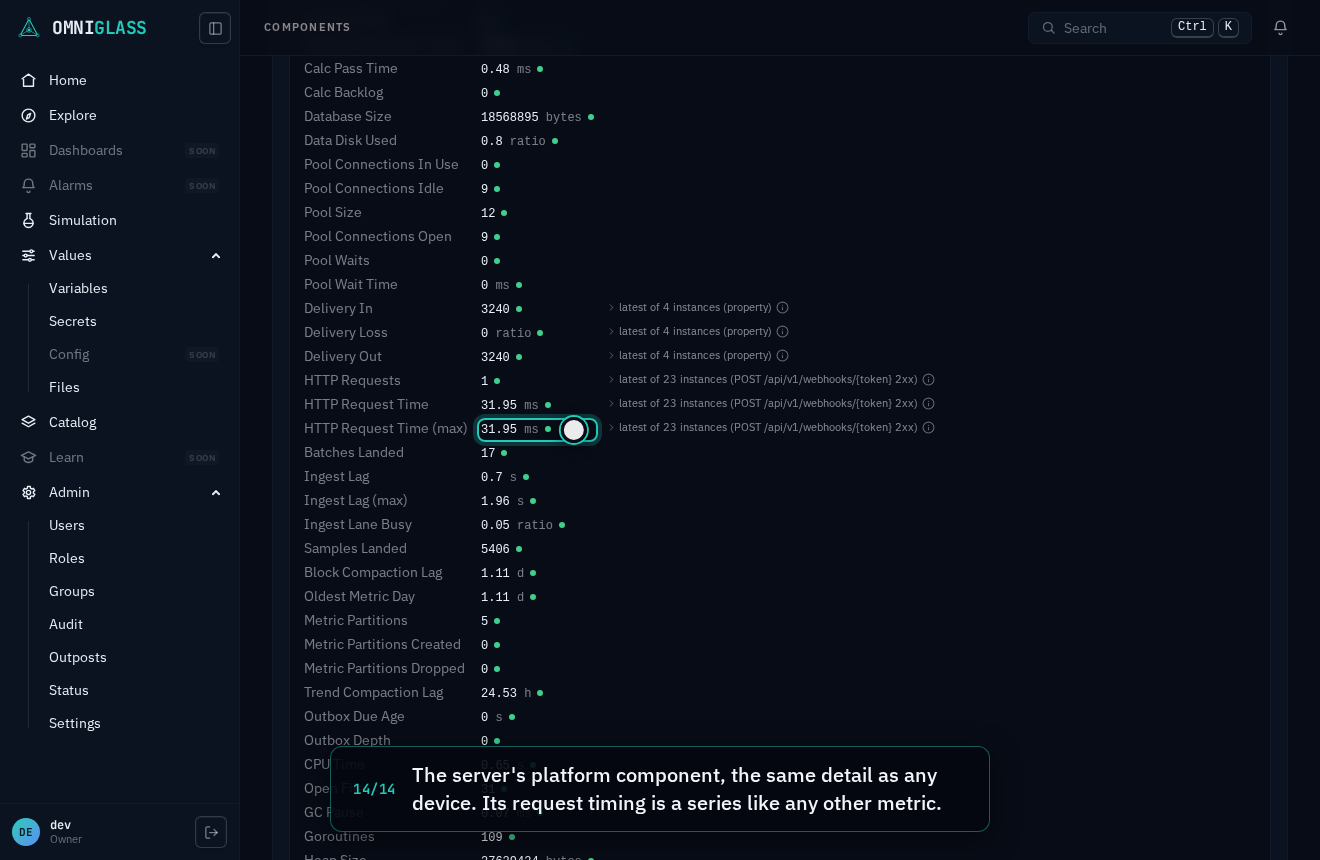 OMNIGLASS
COMPONENTS
Search
Ctrl
K
Home
Explore
Dashboards SOON
Alarms SOON
Simulation
Values
Variables
Secrets
Config SOON
Files
Catalog
Learn SOON
Admin
Users
Roles
Groups
Audit
Outposts
Status
Settings
DE
dev
Owner
Calc Pass Time 0.48 ms
Calc Backlog 0
Database Size 18568895 bytes
Data Disk Used 0.8 ratio
Pool Connections In Use 0
Pool Connections Idle 9
Pool Size 12
Pool Connections Open 9
Pool Waits 0
Pool Wait Time 0 ms
Delivery In 3240 latest of 4 instances (property)
Delivery Loss 0 ratio latest of 4 instances (property)
Delivery Out 3240 latest of 4 instances (property)
HTTP Requests 1 latest of 23 instances (POST /api/v1/webhooks/{token} 2xx)
HTTP Request Time 31.95 ms latest of 23 instances (POST /api/v1/webhooks/{token} 2xx)
HTTP Request Time (max) 31.95 ms latest of 23 instances (POST /api/v1/webhooks/{token} 2xx)
Batches Landed 17
Ingest Lag 0.7 s
Ingest Lag (max) 1.96 s
Ingest Lane Busy 0.05 ratio
Samples Landed 5406
Block Compaction Lag 1.11 d
Oldest Metric Day 1.11 d
Metric Partitions 5
Metric Partitions Created 0
Metric Partitions Dropped 0
Trend Compaction Lag 24.53 h
Outbox Due Age 0 s
Outbox Depth 0
CPU Time 0.65 s
GC Pause
Goroutines 109
14/14
The server's platform component, the same detail as any
device. Its request timing is a series like any other metric.